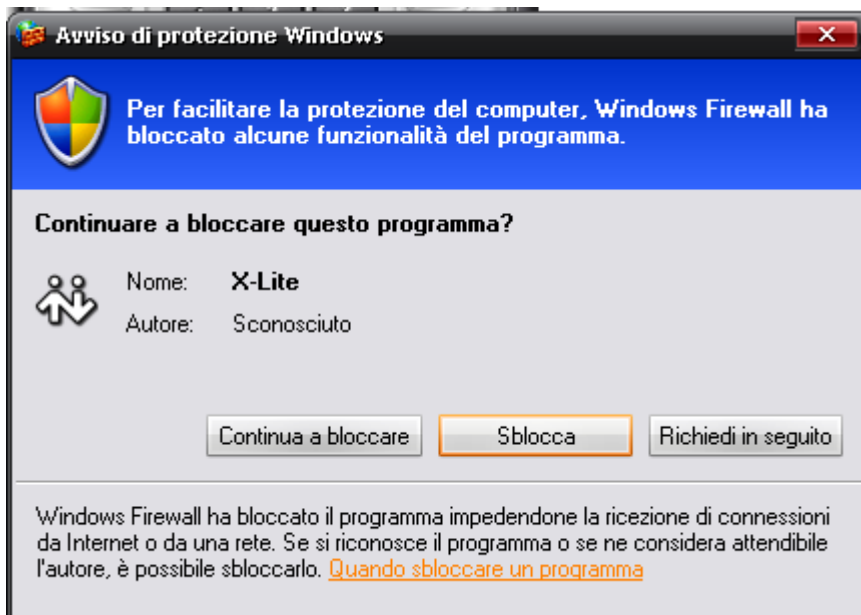 Avviso di protezione Windows
Per facilitare la protezione del computer, Windows Firewall ha
bloccato alcune funzionalità del programma.
Continuare a bloccare questo programma?
Nome: X-Lite
Autore: Sconosciuto
Continua a bloccare Sblocca Richiedi in seguito
Windows Firewall ha bloccato il programma impedendone la ricezione di connessioni
da Internet o da una rete. Se si riconosce il programma o se ne considera attendibile
l'autore, è possibile sbloccarlo. Quando sbloccare un programma